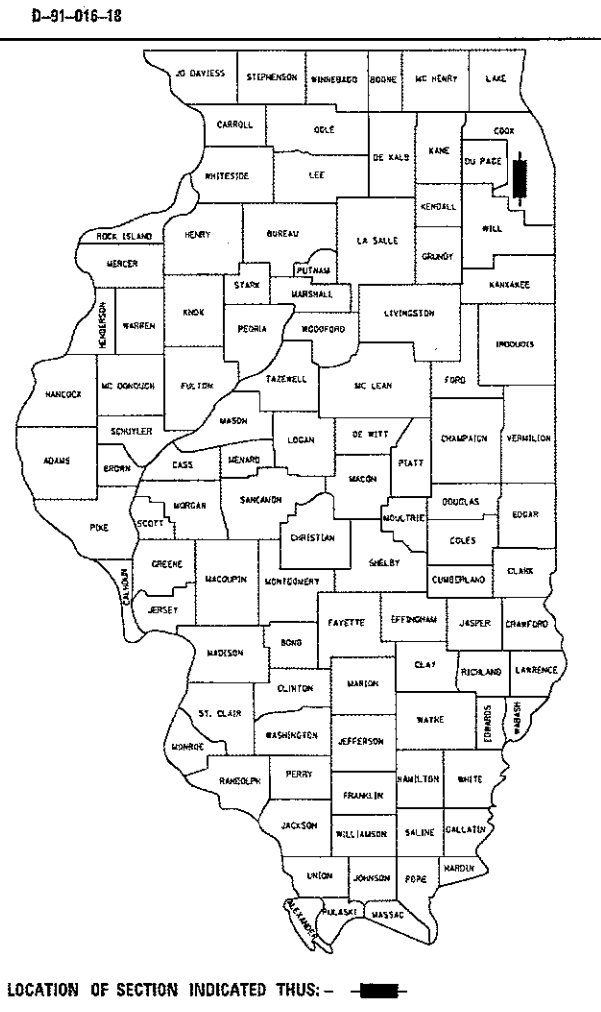 D-91-016-18
JO DAVIESS STEPHENSON WINNEBAGO BOONE MC HENRY LAKE
CARROLL OGLE DE KALB KANE COOK
DU PAGE
WHITESIDE LEE
KENDALL
ROCK ISLAND HENRY BUREAU LA SALLE WILL
MERCER PUTNAM GRUNDY
STARK MARSHALL KANKAKEE
HENDERSON WARREN KNOX PEORIA WOODFORD LIVINGSTON IROQUOIS
HANCOCK MC DONOUGH FULTON TAZEWELL MC LEAN FORD
SCHUYLER MASON
ADAMS BROWN CASS MENARD LOGAN DE WITT PIATT CHAMPAIGN VERMILION
MACON
PIKE SCOTT MORGAN SANGAMON CHRISTIAN MOULTRIE DOUGLAS EDGAR
COLES
CALHOUN GREENE MACOUPIN MONTGOMERY SHELBY CUMBERLAND CLARK
JERSEY FAYETTE EFFINGHAM JASPER CRAWFORD
MADISON BOND
CLAY RICHLAND LAWRENCE
CLINTON MARION
ST. CLAIR WAYNE EDWARDS WABASH
MONROE WASHINGTON JEFFERSON
RANDOLPH PERRY HAMILTON WHITE
FRANKLIN
JACKSON WILLIAMSON SALINE GALLATIN
UNION JOHNSON POPE HARDIN
ALEXANDER PULASKI MASSAC
LOCATION OF SECTION INDICATED THUS: -